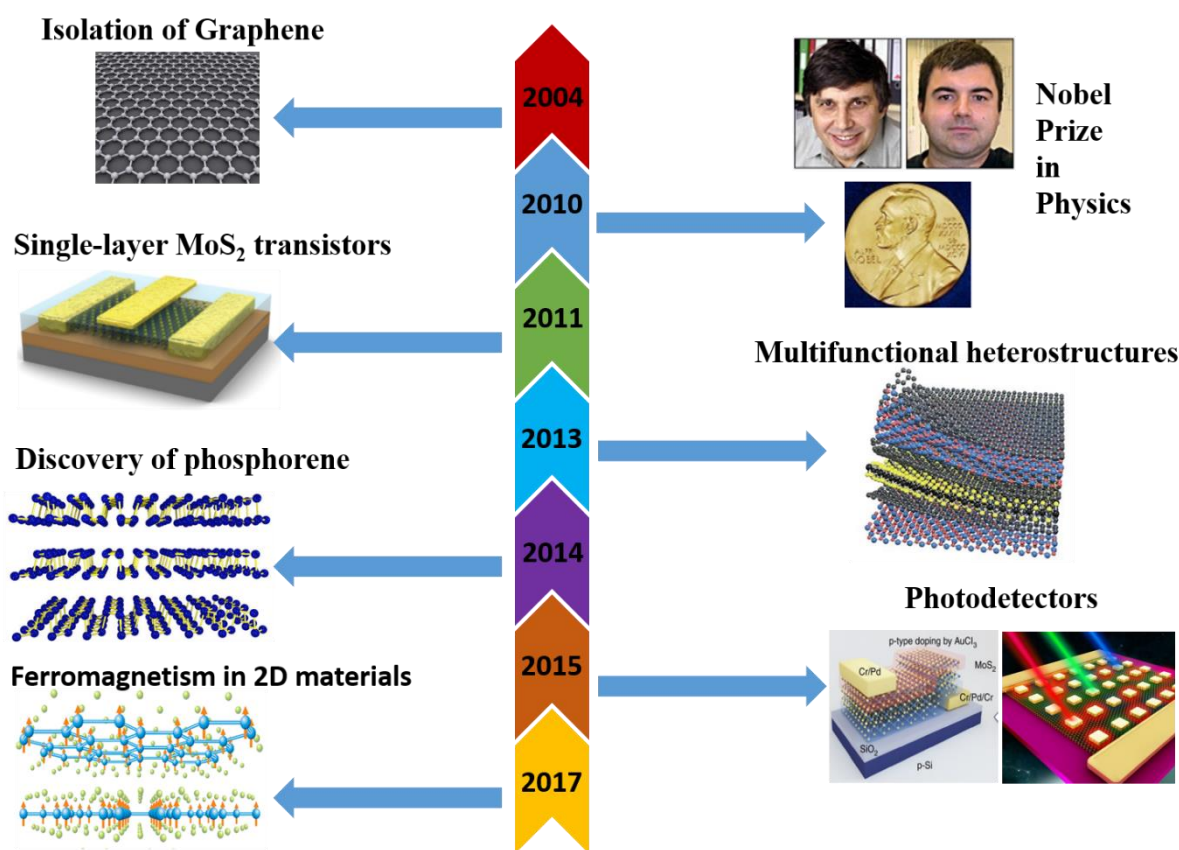 Isolation of Graphene
2004
Nobel
Prize
in
Physics
2010
Single-layer MoS₂ transistors
2011
Multifunctional heterostructures
2013
Discovery of phosphorene
2014
Photodetectors
p-type doping by AuCl₃
MoS₂
Cr/Pd
Cr/Pd/Cr
SiO₂
p-Si
2015
Ferromagnetism in 2D materials
2017